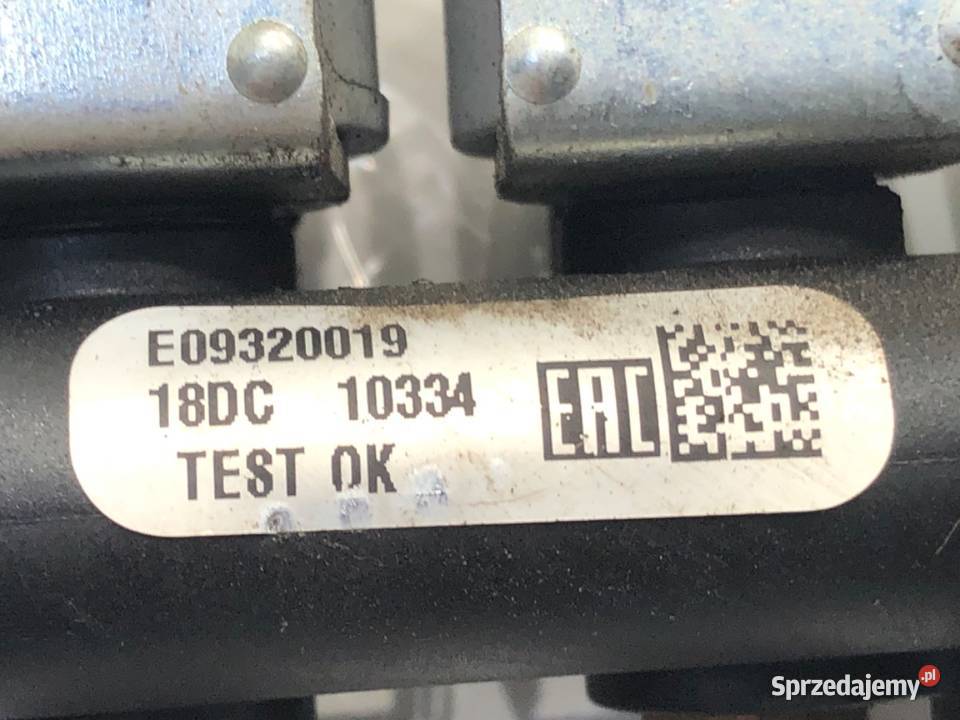 E09320019
18DC 10334
TEST OK
EAC
Sprzedajemy.pl